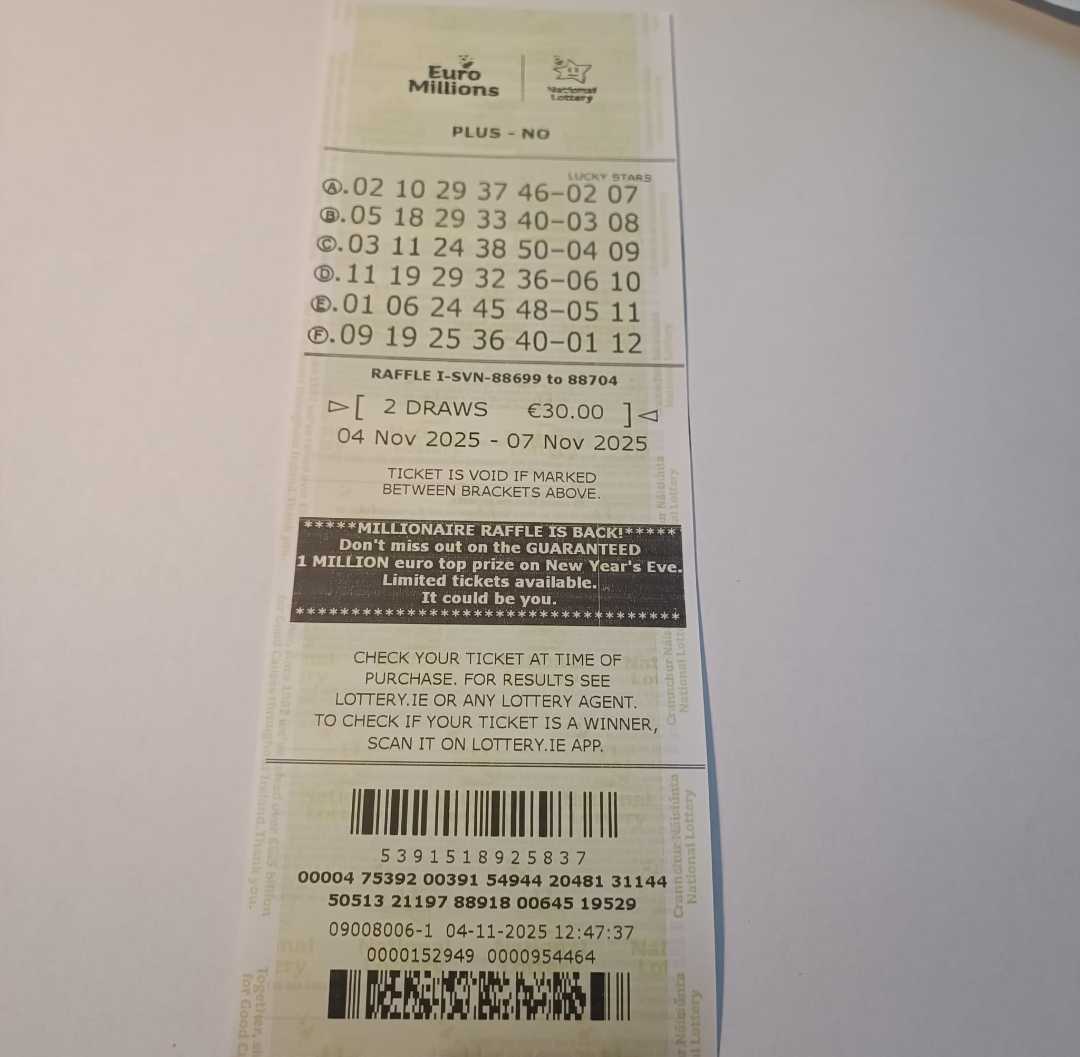 Euro
Millions
National
Lottery
PLUS - NO
LUCKY STARS
A.02 10 29 37 46-02 07
B.05 18 29 33 40-03 08
C.03 11 24 38 50-04 09
D.11 19 29 32 36-06 10
E.01 06 24 45 48-05 11
F.09 19 25 36 40-01 12
RAFFLE I-SVN-88699 to 88704
[ 2 DRAWS €30.00 ]
04 Nov 2025 - 07 Nov 2025
TICKET IS VOID IF MARKED
BETWEEN BRACKETS ABOVE.
*****MILLIONAIRE RAFFLE IS BACK!*****
Don't miss out on the GUARANTEED
1 MILLION euro top prize on New Year's Eve.
Limited tickets available.
It could be you.
************************************
CHECK YOUR TICKET AT TIME OF
PURCHASE. FOR RESULTS SEE
LOTTERY.IE OR ANY LOTTERY AGENT.
TO CHECK IF YOUR TICKET IS A WINNER,
SCAN IT ON LOTTERY.IE APP.
5391518925837
00004 75392 00391 54944 20481 31144
50513 21197 88918 00645 19529
09008006-1 04-11-2025 12:47:37
0000152949 0000954464
Crannchur Náisiúnta
National Lottery